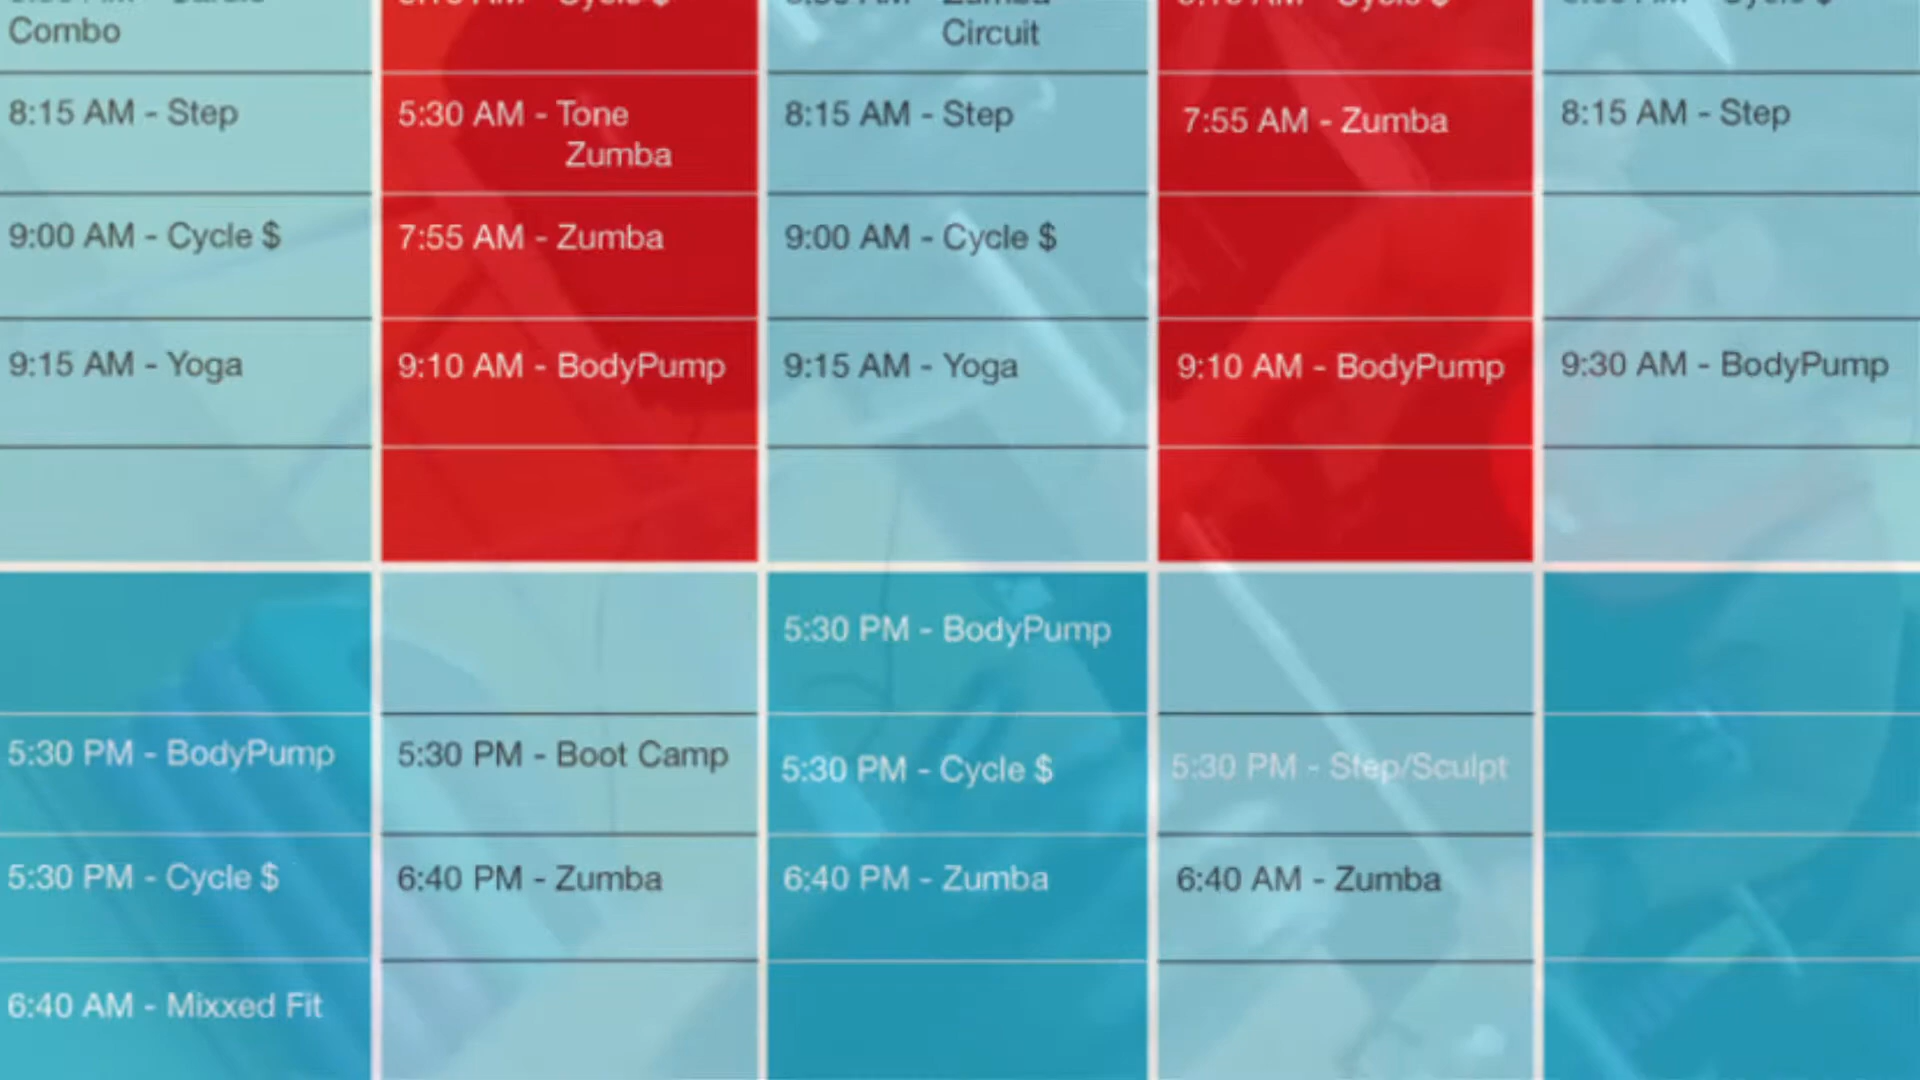 Combo
8:15 AM - Step
9:00 AM - Cycle $
9:15 AM - Yoga
5:30 PM - BodyPump
5:30 PM - Cycle $
6:40 AM - Mixxed Fit
Cycle $
5:30 AM - Tone
Zumba
7:55 AM - Zumba
9:10 AM - BodyPump
5:30 PM - Boot Camp
6:40 PM - Zumba
Zumba
Circuit
8:15 AM - Step
9:00 AM - Cycle $
9:15 AM - Yoga
5:30 PM - BodyPump
5:30 PM - Cycle $
6:40 PM - Zumba
Cycle $
7:55 AM - Zumba
9:10 AM - BodyPump
5:30 PM - Step/Sculpt
6:40 AM - Zumba
Cycle $
8:15 AM - Step
9:30 AM - BodyPump